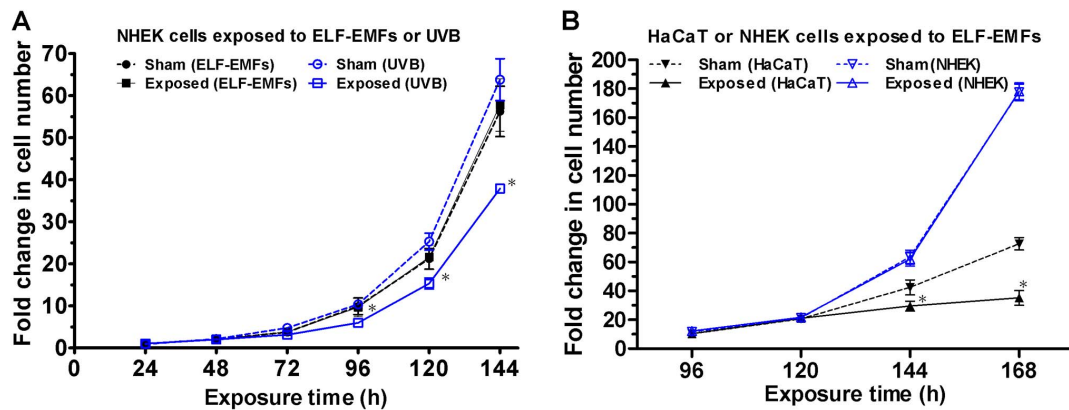 A
NHEK cells exposed to ELF-EMFs or UVB
Sham (ELF-EMFs) Sham (UVB)
Exposed (ELF-EMFs) Exposed (UVB)
Fold change in cell number
70
60
50
40
30
20
10
0
* * *
0 24 48 72 96 120 144
Exposure time (h)
B
HaCaT or NHEK cells exposed to ELF-EMFs
Sham (HaCaT) Sham(NHEK)
Exposed (HaCaT) Exposed (NHEK)
Fold change in cell number
200
180
160
140
120
100
80
60
40
20
0
* *
96 120 144 168
Exposure time (h)